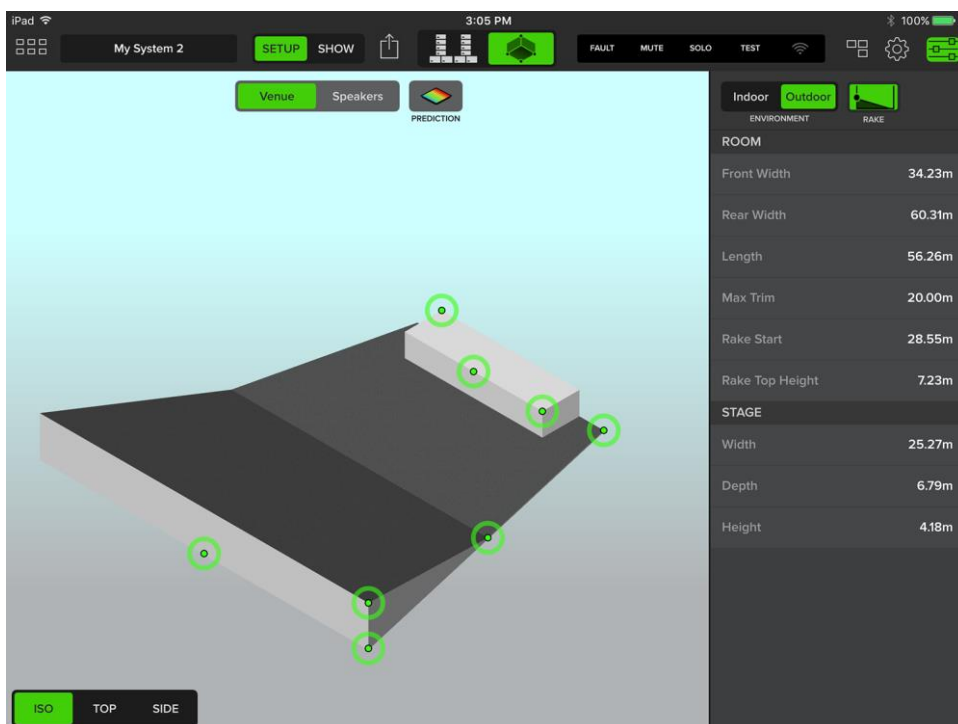 iPad 3:05 PM 100%
My System 2 SETUP SHOW FAULT MUTE SOLO TEST
Venue Speakers
PREDICTION
Indoor Outdoor
ENVIRONMENT RAKE
ROOM
Front Width 34.23m
Rear Width 60.31m
Length 56.26m
Max Trim 20.00m
Rake Start 28.55m
Rake Top Height 7.23m
STAGE
Width 25.27m
Depth 6.79m
Height 4.18m
ISO TOP SIDE